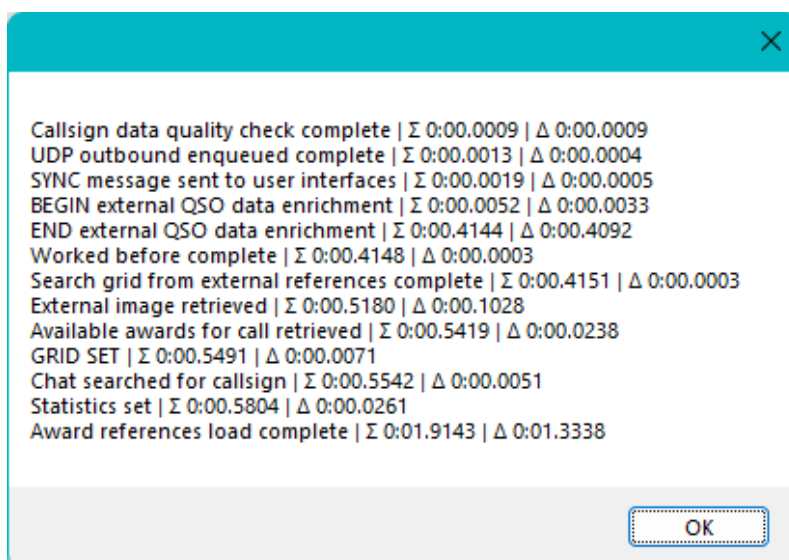 Callsign data quality check complete | Σ 0:00.0009 | Δ 0:00.0009
UDP outbound enqueued complete | Σ 0:00.0013 | Δ 0:00.0004
SYNC message sent to user interfaces | Σ 0:00.0019 | Δ 0:00.0005
BEGIN external QSO data enrichment | Σ 0:00.0052 | Δ 0:00.0033
END external QSO data enrichment | Σ 0:00.4144 | Δ 0:00.4092
Worked before complete | Σ 0:00.4148 | Δ 0:00.0003
Search grid from external references complete | Σ 0:00.4151 | Δ 0:00.0003
External image retrieved | Σ 0:00.5180 | Δ 0:00.1028
Available awards for call retrieved | Σ 0:00.5419 | Δ 0:00.0238
GRID SET | Σ 0:00.5491 | Δ 0:00.0071
Chat searched for callsign | Σ 0:00.5542 | Δ 0:00.0051
Statistics set | Σ 0:00.5804 | Δ 0:00.0261
Award references load complete | Σ 0:01.9143 | Δ 0:01.3338
OK